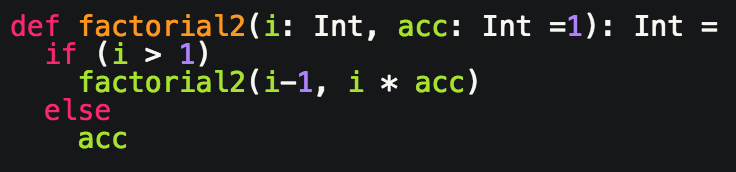 def factorial2(i: Int, acc: Int =1): Int =
  if (i > 1)
    factorial2(i-1, i * acc)
  else
    acc